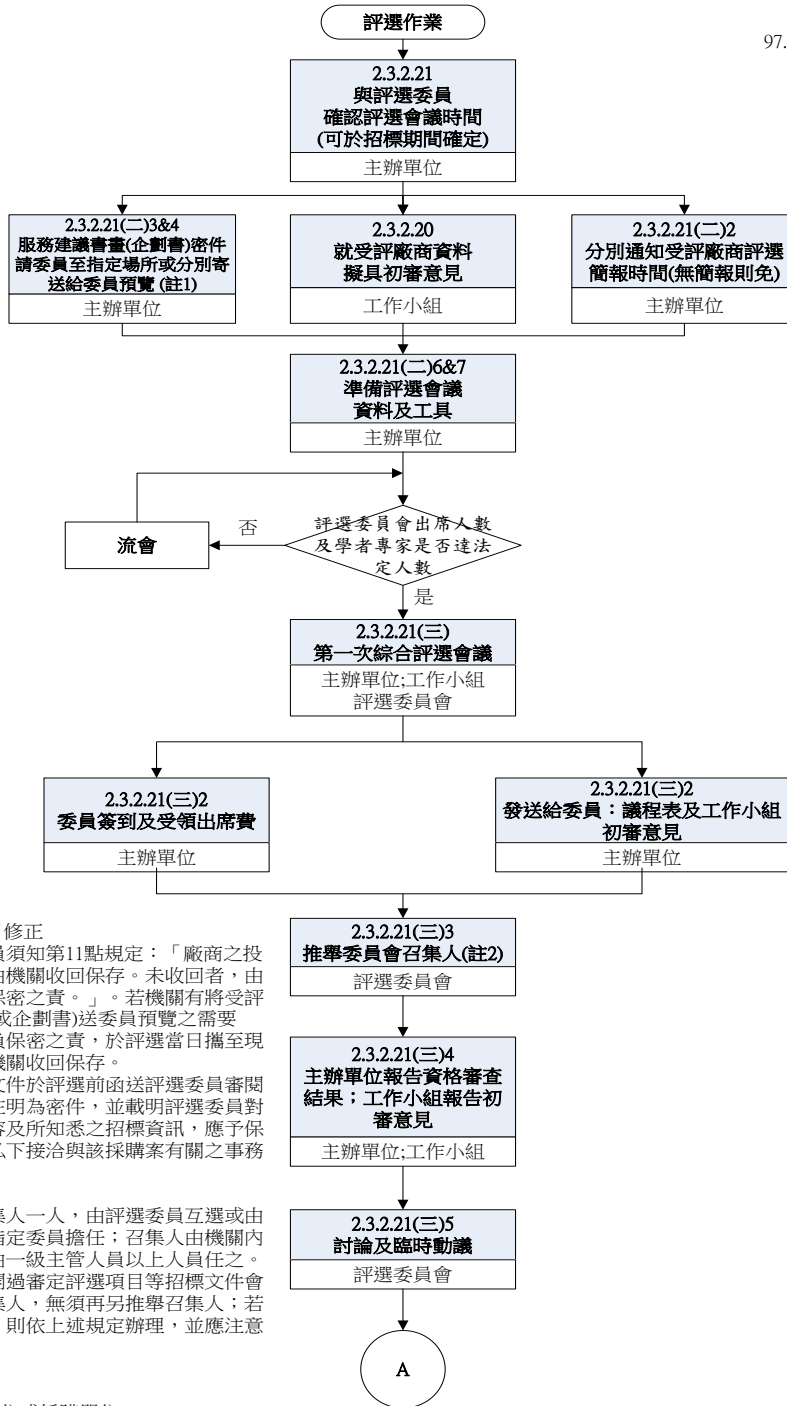 評選作業
97.
2.3.2.21
與評選委員
確認評選會議時間
(可於招標期間確定)
主辦單位
2.3.2.21(二)3&4
服務建議書畫(企劃書)密件
請委員至指定場所或分別寄
送給委員預覽 (註1)
主辦單位
2.3.2.20
就受評廠商資料
擬具初審意見
工作小組
2.3.2.21(二)2
分別通知受評廠商評選
簡報時間(無簡報則免)
主辦單位
2.3.2.21(二)6&7
準備評選會議
資料及工具
主辦單位
流會
否
評選委員會出席人數
及學者專家是否達法
定人數
是
2.3.2.21(三)
第一次綜合評選會議
主辦單位;工作小組
評選委員會
2.3.2.21(三)2
委員簽到及受領出席費
主辦單位
2.3.2.21(三)2
發送給委員：議程表及工作小組
初審意見
主辦單位
2.3.2.21(三)3
推舉委員會召集人(註2)
評選委員會
2.3.2.21(三)4
主辦單位報告資格審查
結果；工作小組報告初
審意見
主辦單位;工作小組
2.3.2.21(三)5
討論及臨時動議
評選委員會
A
修正
員須知第11點規定：「廠商之投
由機關收回保存。未收回者，由
保密之責。」。若機關有將受評
或企劃書)送委員預覽之需要
負保密之責，於評選當日攜至現
機關收回保存。
文件於評選前函送評選委員審閱
註明為密件，並載明評選委員對
容及所知悉之招標資訊，應予保
私下接洽與該採購案有關之事務
集人一人，由評選委員互選或由
指定委員擔任；召集人由機關內
由一級主管人員以上人員任之。
開過審定評選項目等招標文件會
集人，無須再另推舉召集人；若
則依上述規定辦理，並應注意